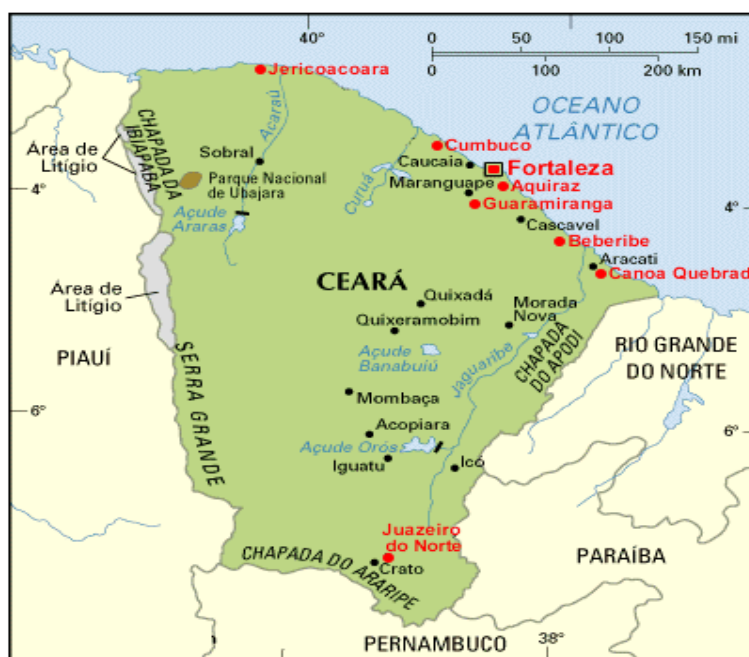 40°
0 50 100 150 mi
0 100 200 km
Jericoacoara
OCEANO
ATLÂNTICO
CHAPADA DA
IBIAPABA
Área de
Litígio
Acaraú
Sobral
Cumbuco
Caucaia
Fortaleza
Parque Nacional
de Ubajara
Maranguape
Aquiraz
4°
Curuá
Guaramiranga
4°
Açude
Araras
Cascavel
Beberibe
Aracati
Canoa Quebrad
Área de
Litígio
CEARÁ
Quixadá
Morada
Nova
Quixeramobim
PIAUÍ
SERRA GRANDE
Açude
Banabuiú
Jaguaribe
CHAPADA
DO APODI
RIO GRANDE
DO NORTE
Mombaça
6°
Acopiara
6°
Açude Orós
Iguatu
Icó
Juazeiro
do Norte
CHAPADA DO ARARIPE
Crato
PARAÍBA
PERNAMBUCO
38°